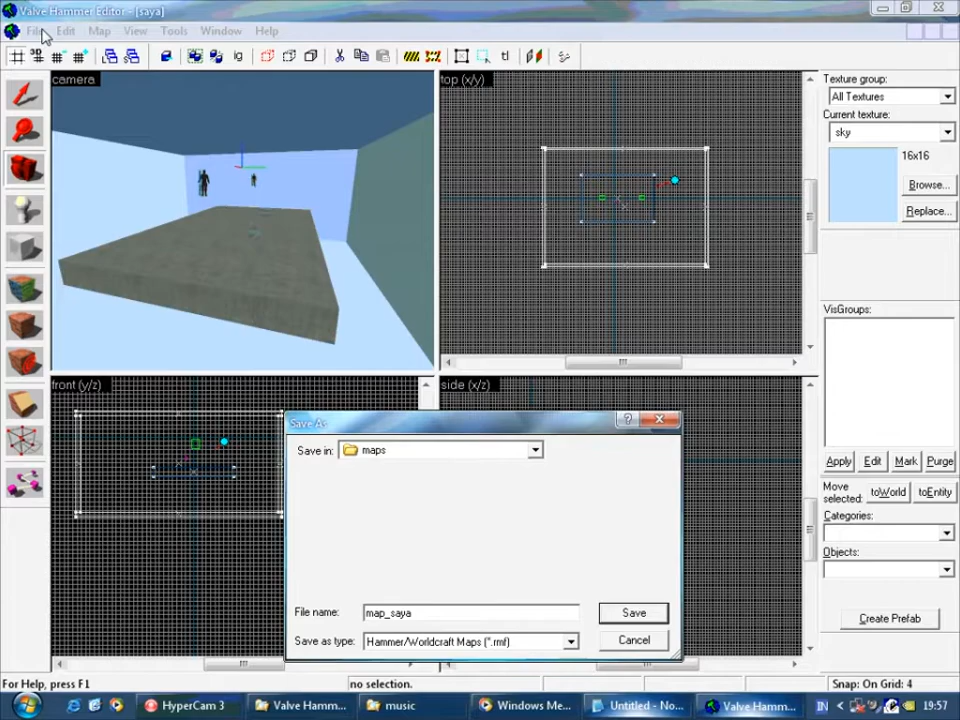 Valve Hammer Editor - [saya]
File Edit Map View Tools Window Help
3D ig tl
camera
top (x/y)
Texture group:
All Textures
Current texture:
sky
16x16
Browse...
Replace...
VisGroups:
front (y/z)
side (x/z)
Save As
Save in: maps
File name: map_saya
Save
Save as type: Hammer/Worldcraft Maps (*.rmf)
Cancel
Apply Edit Mark Purge
Move selected: toWorld toEntity
Categories:
Objects:
Create Prefab
For Help, press F1
no selection.
Snap: On Grid: 4
HyperCam 3
Valve Hamm...
music
Windows Me...
Untitled - No...
Valve Hamm...
IN
19:57